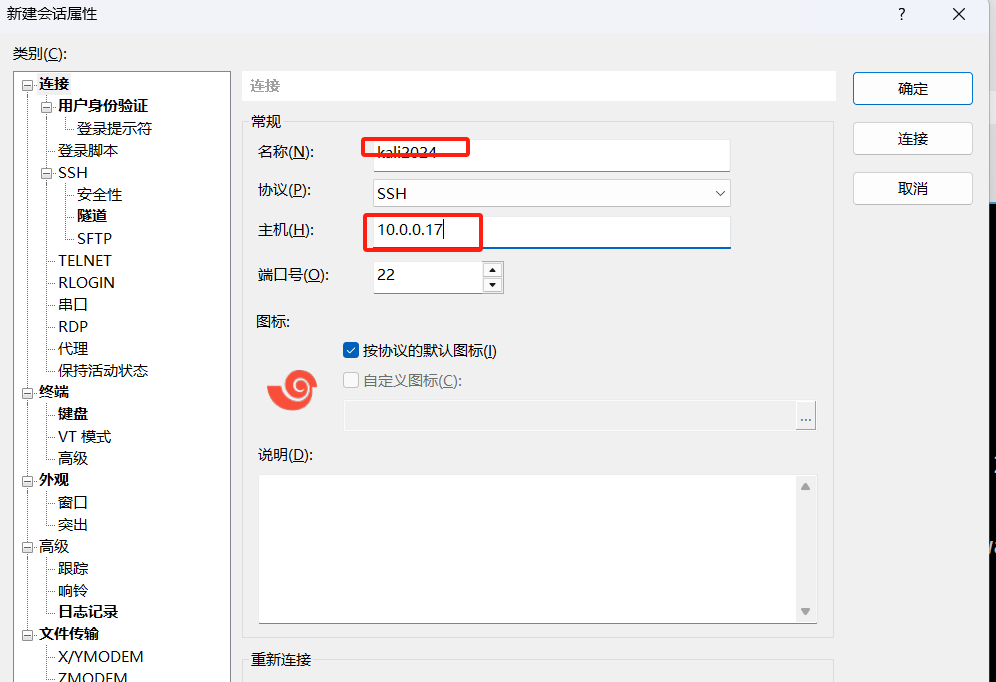 新建会话属性
?
类别(C):
连接
用户身份验证
登录提示符
登录脚本
SSH
安全性
隧道
SFTP
TELNET
RLOGIN
串口
RDP
代理
保持活动状态
终端
键盘
VT 模式
高级
外观
窗口
突出
高级
跟踪
响铃
日志记录
文件传输
X/YMODEM
ZMODEM
连接
常规
名称(N):
kali2024
协议(P):
SSH
主机(H):
10.0.0.17
端口号(O):
22
图标:
按协议的默认图标(I)
自定义图标(C):
...
说明(D):
重新连接
确定
连接
取消